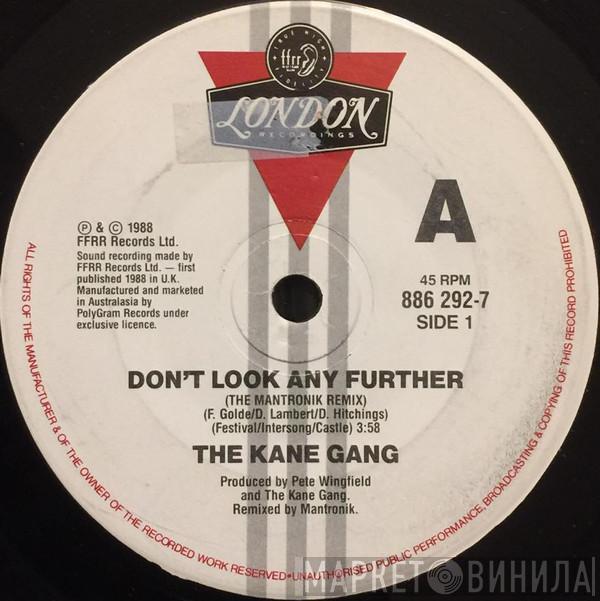 TRUE HIGH
ffrr
FIDELITY
LONDON
RECORDINGS
A
℗ & © 1988
FFRR Records Ltd.
Sound recording made by
FFRR Records Ltd. — first
published 1988 in U.K.
Manufactured and marketed
in Australasia by
PolyGram Records under
exclusive licence.
45 RPM
886 292-7
SIDE 1
DON'T LOOK ANY FURTHER
(THE MANTRONIK REMIX)
(F. Golde/D. Lambert/D. Hitchings)
(Festival/Intersong/Castle) 3:58
THE KANE GANG
Produced by Pete Wingfield
and The Kane Gang.
Remixed by Mantronik.
ALL RIGHTS OF THE MANUFACTURER & OF THE OWNER OF THE RECORDED WORK RESERVED•UNAUTHORISED PUBLIC PERFORMANCE, BROADCASTING & COPYING OF THIS RECORD PROHIBITED
МАРКЕТ ВИНИЛА